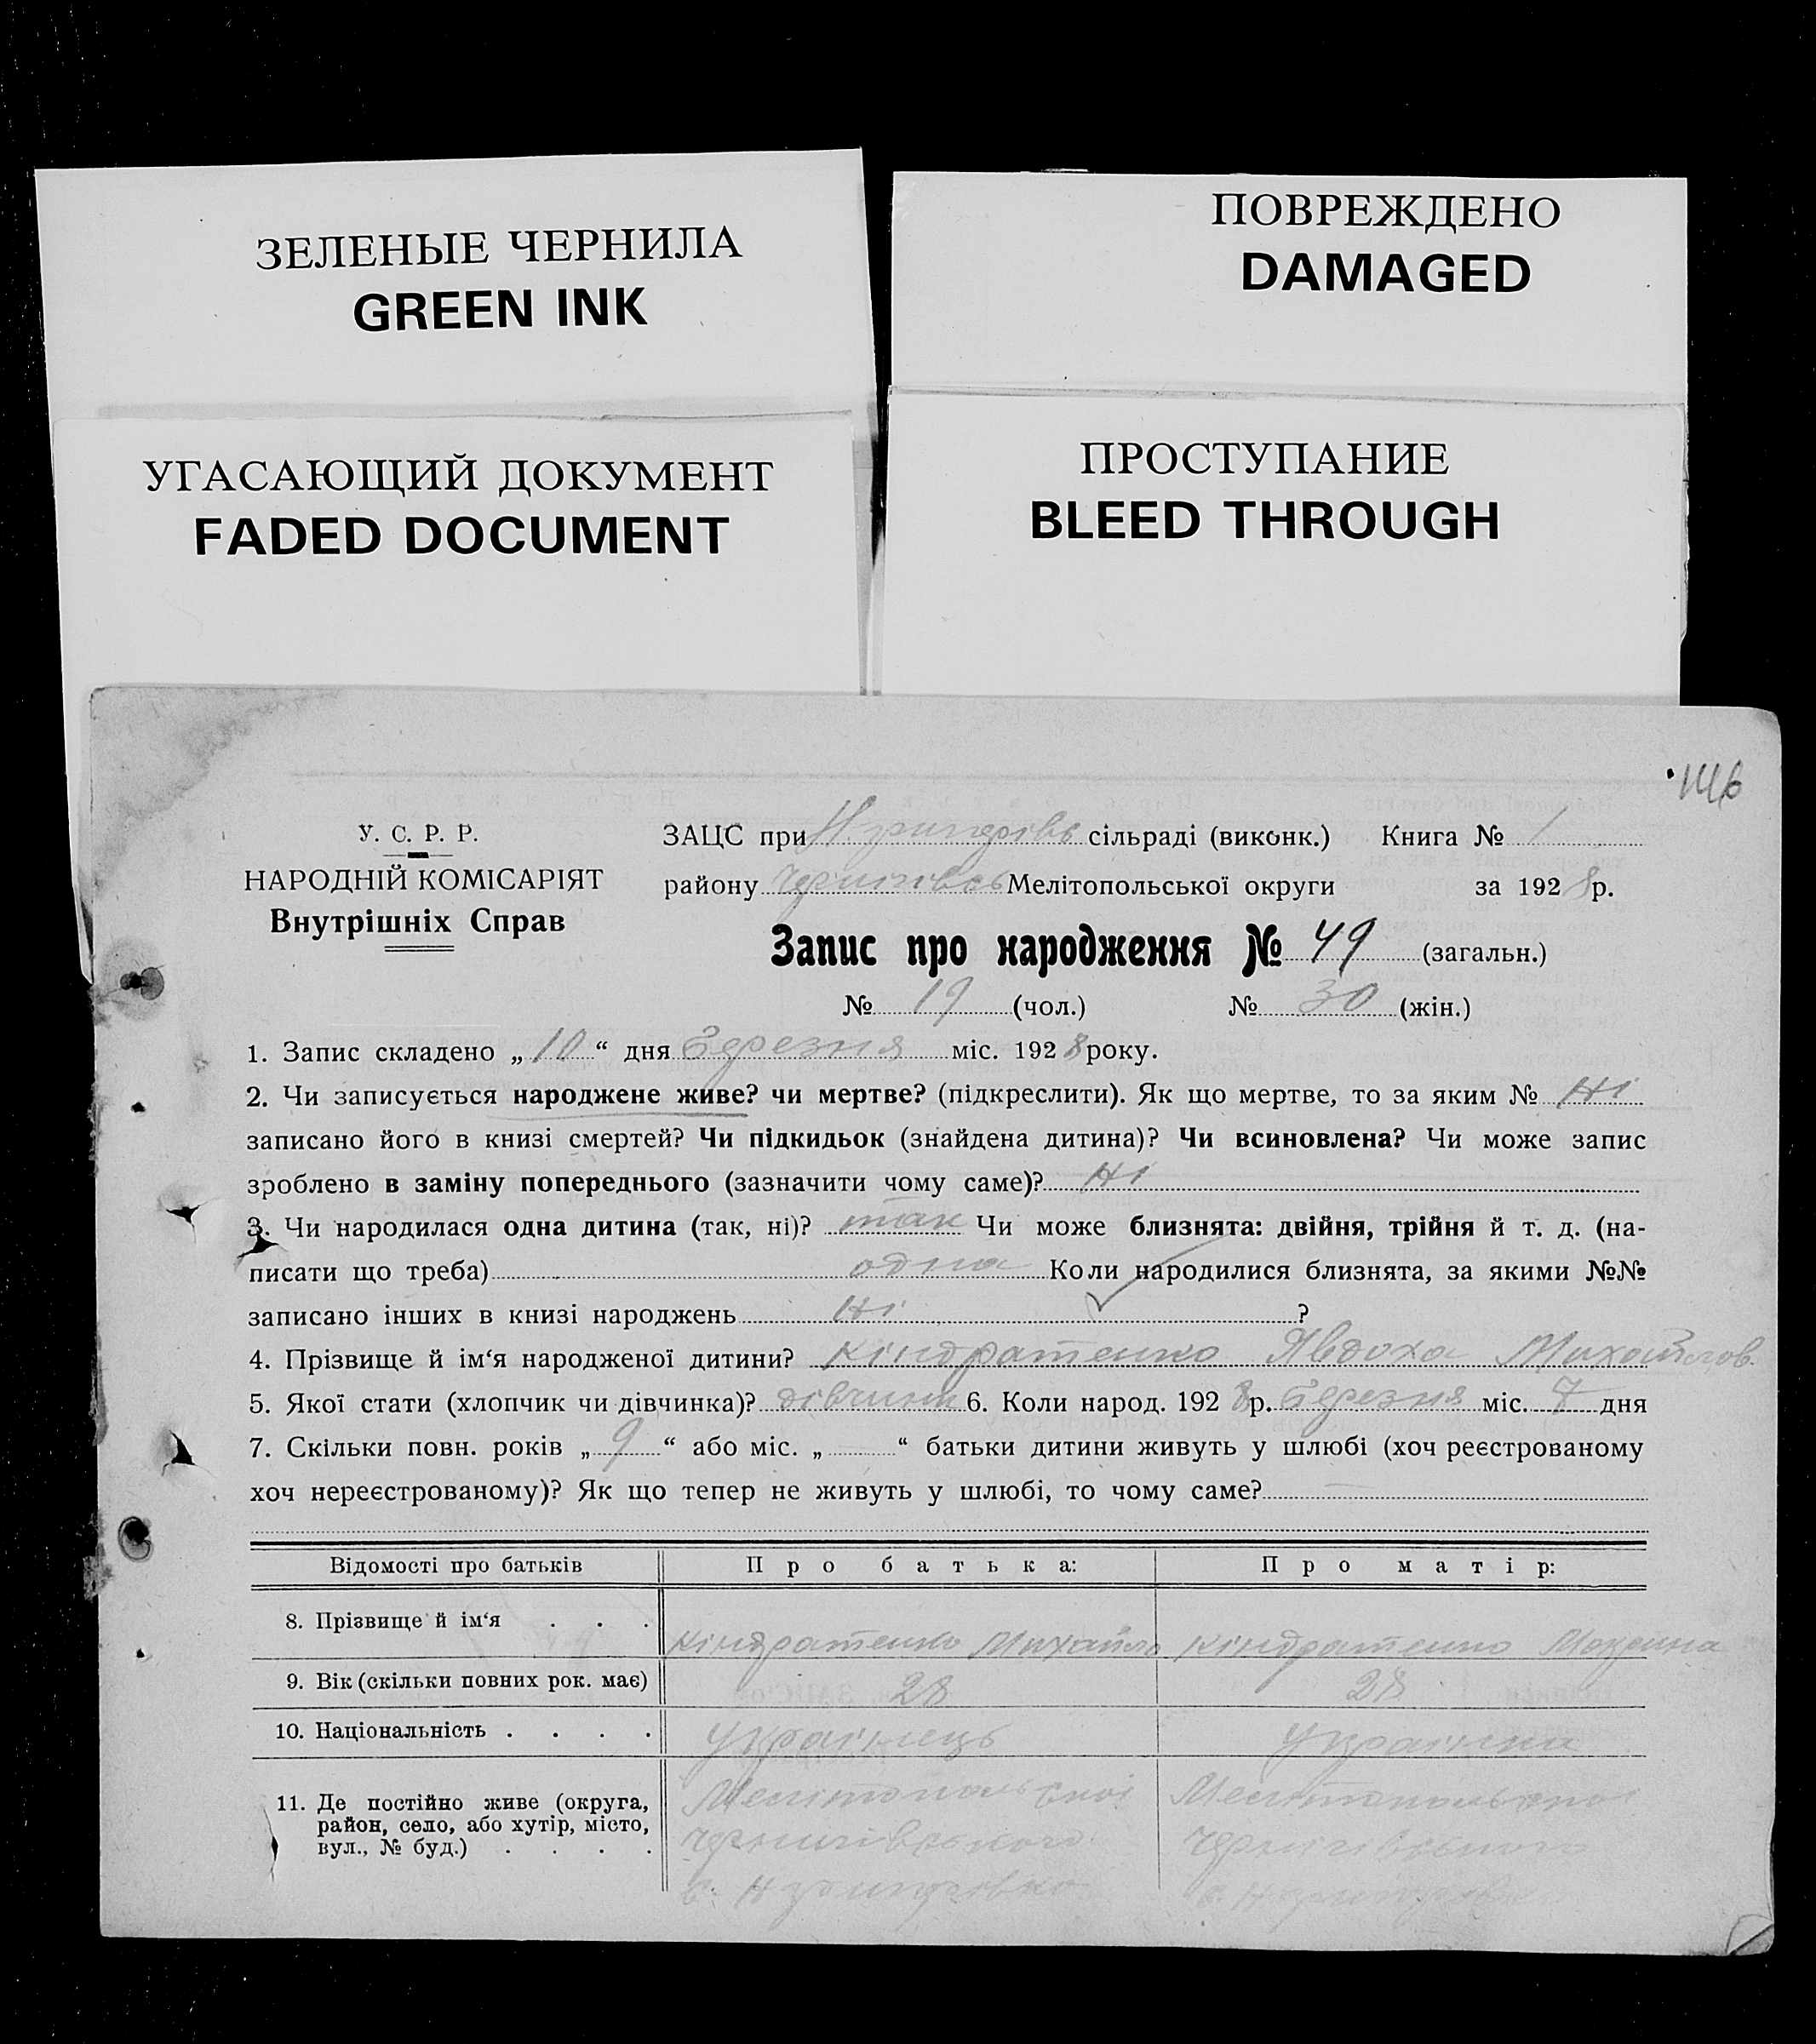 ЗЕЛЕНЫЕ ЧЕРНИЛА
GREEN INK
ПОВРЕЖДЕНО
DAMAGED
УГАСАЮЩИЙ ДОКУМЕНТ
FADED DOCUMENT
ПРОСТУПАНИЕ
BLEED THROUGH
146
У. С. Р. Р.
НАРОДНІЙ КОМІСАРІЯТ
Внутрішніх Справ
ЗАЦС при сільраді (виконк.) Книга № 1
району Мелітопольської округи за 1928 р.
Запис про народження № 49 (загальн.)
№ 19 (чол.) № 30 (жін.)
1. Запис складено „ 10 “ дня Березня міс. 1928 року.
2. Чи записується народжене живе? чи мертве? (підкреслити). Як що мертве, то за яким № Ні
записано його в книзі смертей? Чи підкидьок (знайдена дитина)? Чи всиновлена? Чи може запис
зроблено в заміну попереднього (зазначити чому саме)? Ні
3. Чи народилася одна дитина (так, ні)? так Чи може близнята: двійня, трійня й т. д. (на-
писати що треба) одна Коли народилися близнята, за якими №№
записано інших в книзі народжень Ні ?
4. Прізвище й ім‘я народженої дитини? Кіндратенко Явдоха Михайлов.
5. Якої стати (хлопчик чи дівчинка)? дівчина 6. Коли народ. 1928 р. Березня міс. 7 дня
7. Скільки повн. років „ 9 “ або міс. „ “ батьки дитини живуть у шлюбі (хоч реєстрованому
хоч нереєстрованому)? Як що тепер не живуть у шлюбі, то чому саме? —
Відомості про батьків Про батька: Про матір:
8. Прізвище й ім‘я . . . Кіндратенко Михайло Кіндратенко
9. Вік (скільки повних рок. має) 28 28
10. Національність . . . . Українець Українка
11. Де постійно живе (округа, Мелітопольської Мелітопольської
район, село, або хутір, місто, Чернигівського Чернигівського
вул., № буд.) . . . . с. Н с. Н